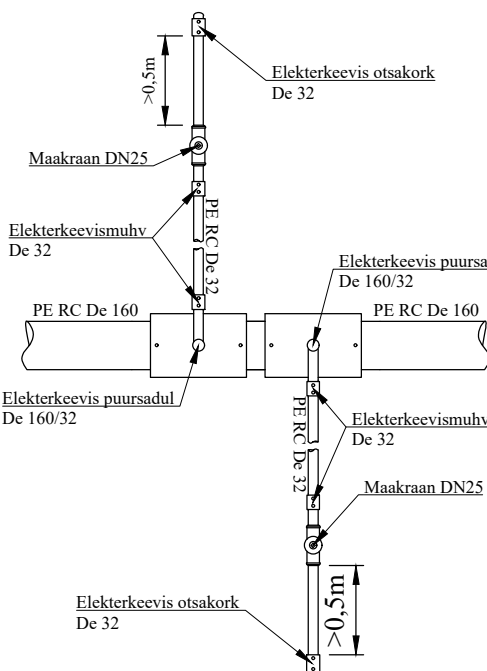 Elekterkeevis otsakork
De 32
>0,5m
Maakraan DN25
Elekterkeevismuhv
De 32
PE RC De 32
Elekterkeevis puursa
De 160/32
PE RC De 160
PE RC De 160
Elekterkeevis puursadul
De 160/32
PE RC De 32
Elekterkeevismuhv
De 32
Maakraan DN25
>0,5m
Elekterkeevis otsakork
De 32